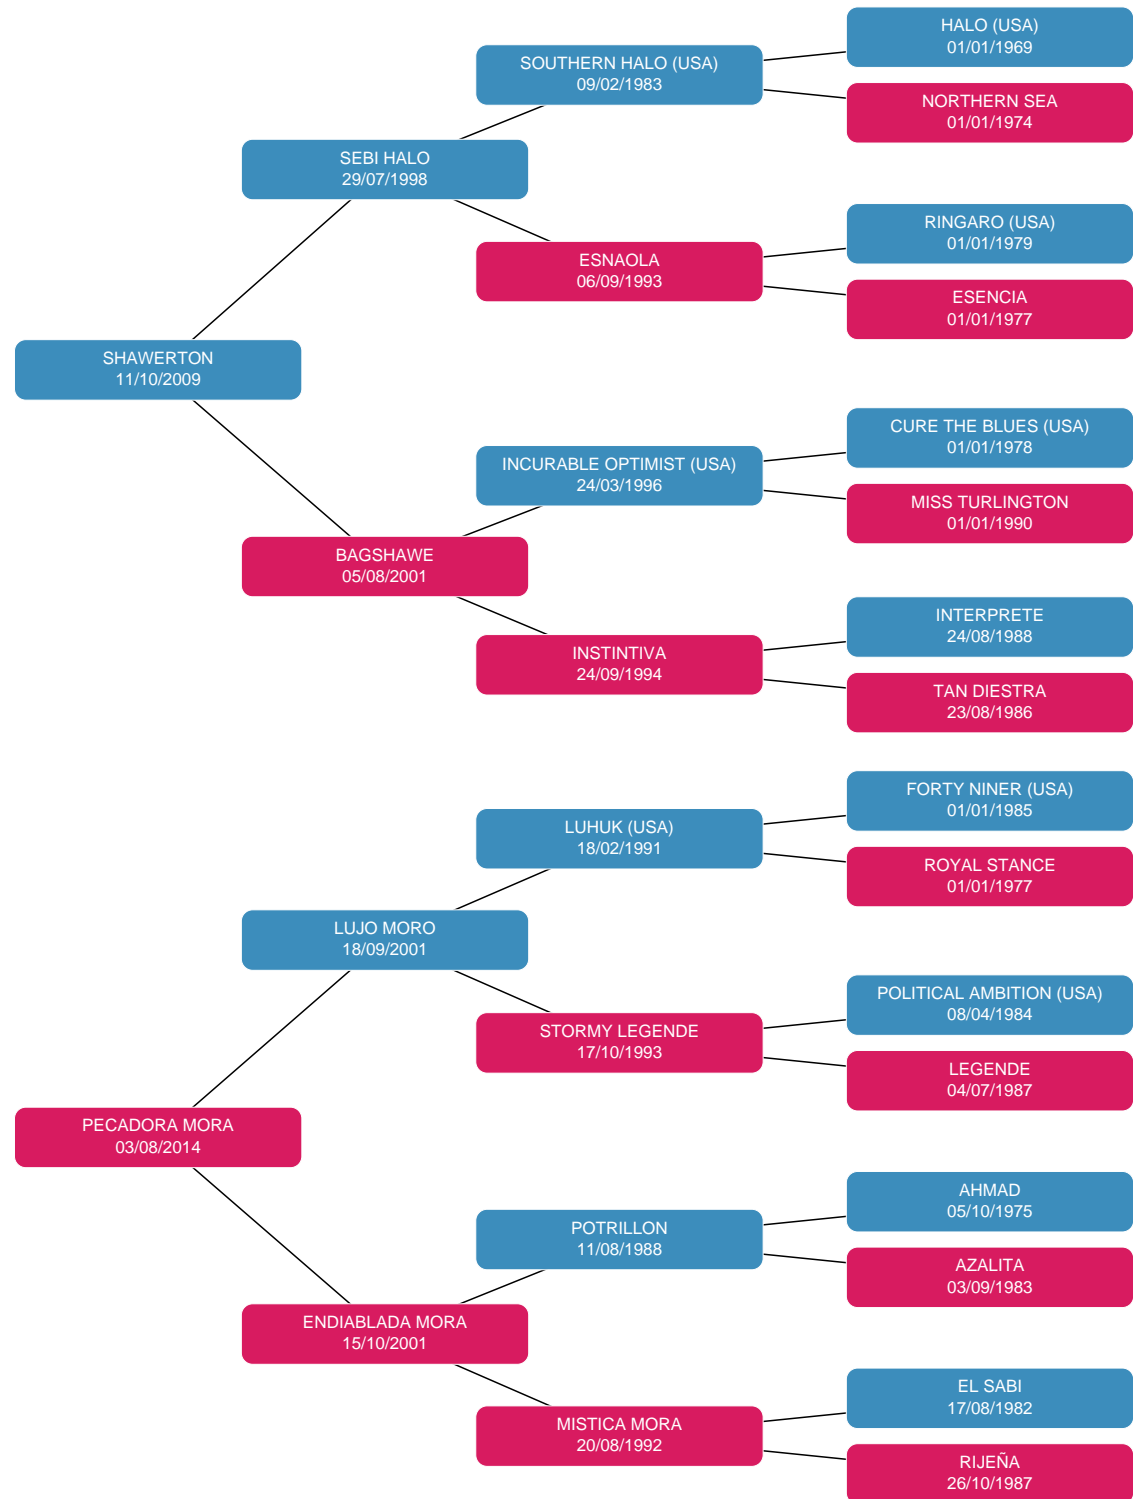 HALO (USA)
01/01/1969
SOUTHERN HALO (USA)
09/02/1983
NORTHERN SEA
01/01/1974
SEBI HALO
29/07/1998
RINGARO (USA)
01/01/1979
ESNAOLA
06/09/1993
ESENCIA
01/01/1977
SHAWERTON
11/10/2009
CURE THE BLUES (USA)
01/01/1978
INCURABLE OPTIMIST (USA)
24/03/1996
MISS TURLINGTON
01/01/1990
BAGSHAWE
05/08/2001
INTERPRETE
24/08/1988
INSTINTIVA
24/09/1994
TAN DIESTRA
23/08/1986
FORTY NINER (USA)
01/01/1985
LUHUK (USA)
18/02/1991
ROYAL STANCE
01/01/1977
LUJO MORO
18/09/2001
POLITICAL AMBITION (USA)
08/04/1984
STORMY LEGENDE
17/10/1993
LEGENDE
04/07/1987
PECADORA MORA
03/08/2014
AHMAD
05/10/1975
POTRILLON
11/08/1988
AZALITA
03/09/1983
ENDIABLADA MORA
15/10/2001
EL SABI
17/08/1982
MISTICA MORA
20/08/1992
RIJEÑA
26/10/1987